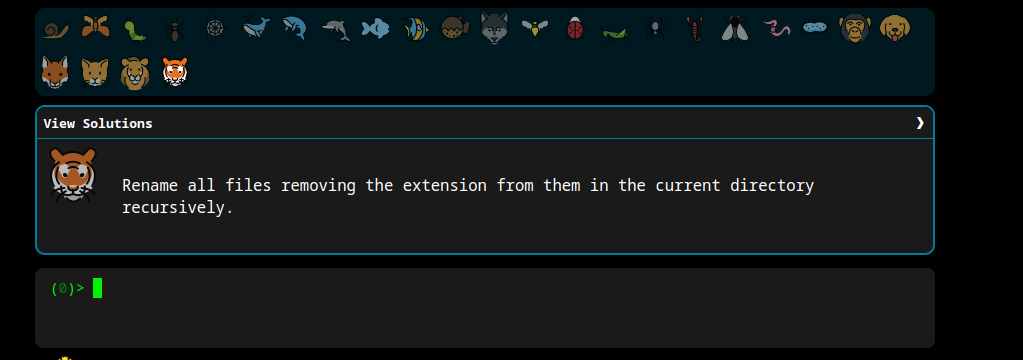 View Solutions ❯
Rename all files removing the extension from them in the current directory
recursively.
(0)>